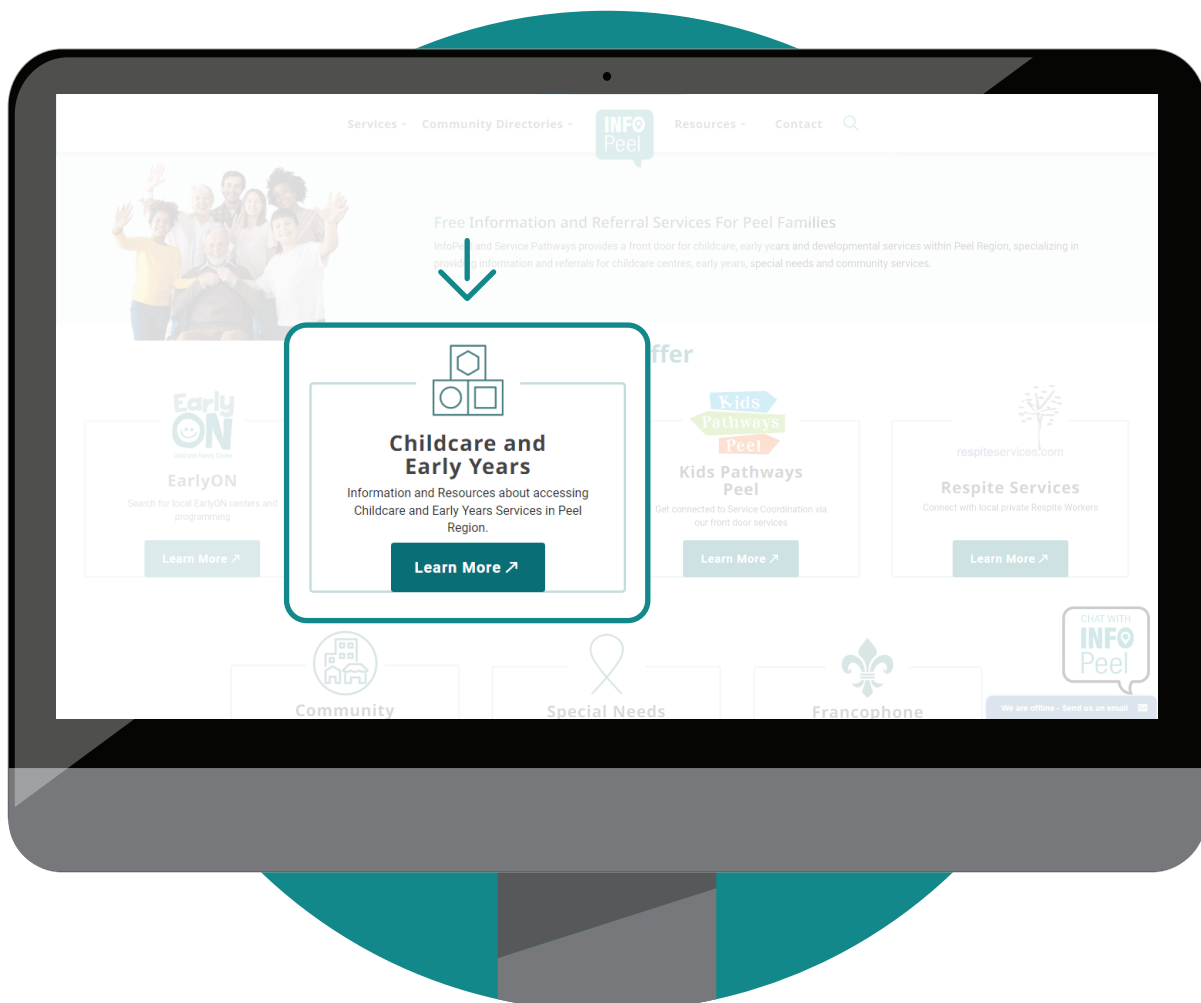 Services
Community Directories
INFO
Peel
Resources
Contact
Free Information and Referral Services For Peel Families
and Service Pathways provides a front door for childcare, early years and developmental services within Peel Region, specializing in
information and referrals for childcare centres, early years, special needs and community services.
ffer
Early
ON
Child and Family Centre
EarlyON
Search for local EarlyON centers and
programming
Learn More
Childcare and
Early Years
Information and Resources about accessing
Childcare and Early Years Services in Peel
Region.
Learn More
Kids
Pathways
Peel
Kids Pathways
Peel
Get connected to Service Coordination via
our front door services
Learn More
respiteservices.com
Respite Services
Connect with local private Respite Workers
Learn More
Community
Special Needs
Francophone
CHAT WITH
INFO
Peel
We are offline - Send us an email